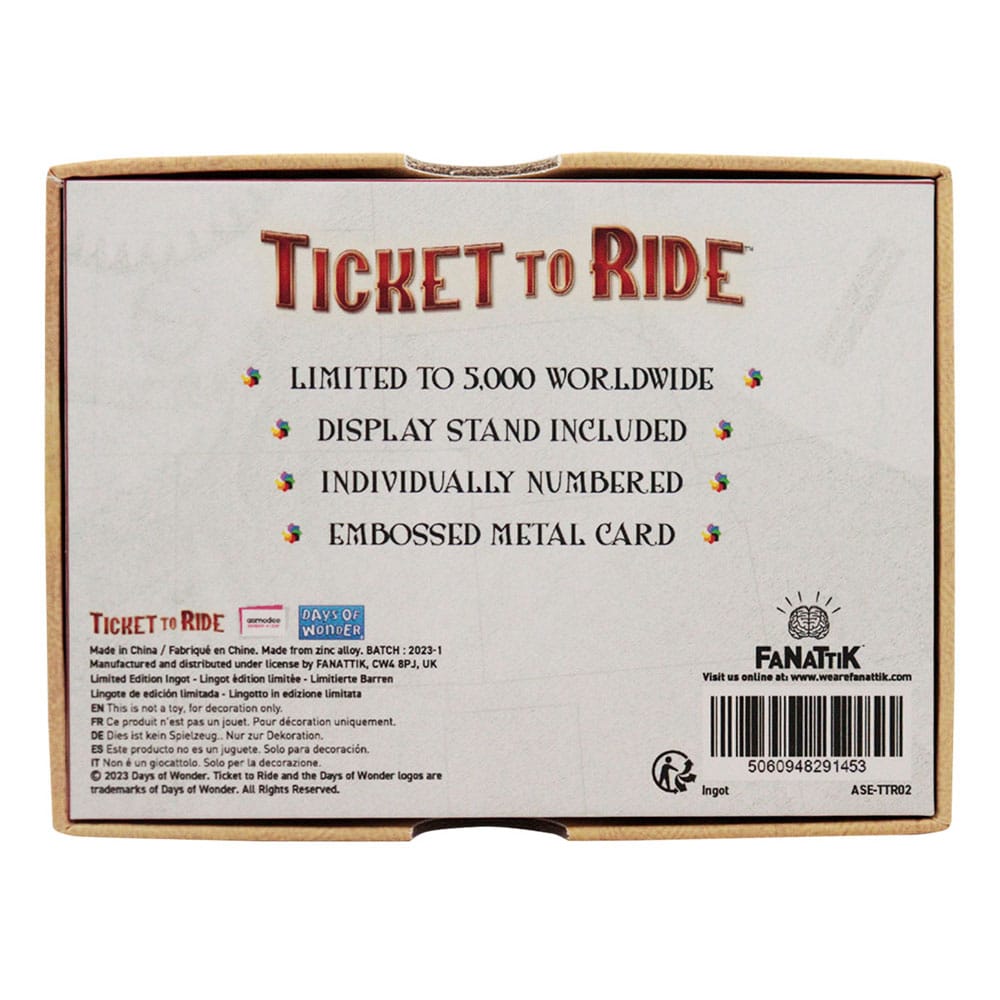 TICKET TO RIDE™
LIMITED TO 5,000 WORLDWIDE
DISPLAY STAND INCLUDED
INDIVIDUALLY NUMBERED
EMBOSSED METAL CARD
TICKET TO RIDE
asmodee
DAYS OF
WONDER
Made in China / Fabriqué en Chine. Made from zinc alloy. BATCH : 2023-1
Manufactured and distributed under license by FANATTIK, CW4 8PJ, UK
Limited Edition Ingot - Lingot édition limitée - Limitierte Barren
Lingote de edición limitada - Lingotto in edizione limitata
EN This is not a toy, for decoration only.
FR Ce produit n'est pas un jouet. Pour décoration uniquement.
DE Dies ist kein Spielzeug.. Nur zur Dekoration.
ES Este producto no es un juguete. Solo para decoración.
IT Non é un giocattolo. Solo per la decorazione.
© 2023 Days of Wonder. Ticket to Ride and the Days of Wonder logos are
trademarks of Days of Wonder. All Rights Reserved.
FANATTIK
Visit us online at: www.wearefanattik.com
5060948291453
Ingot ASE-TTR02